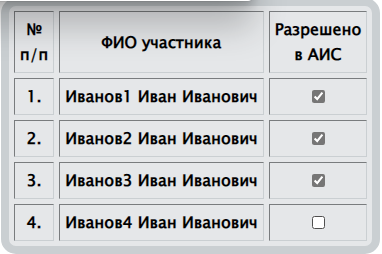 № п/п ФИО участника Разрешено в АИС
1. Иванов1 Иван Иванович
2. Иванов2 Иван Иванович
3. Иванов3 Иван Иванович
4. Иванов4 Иван Иванович